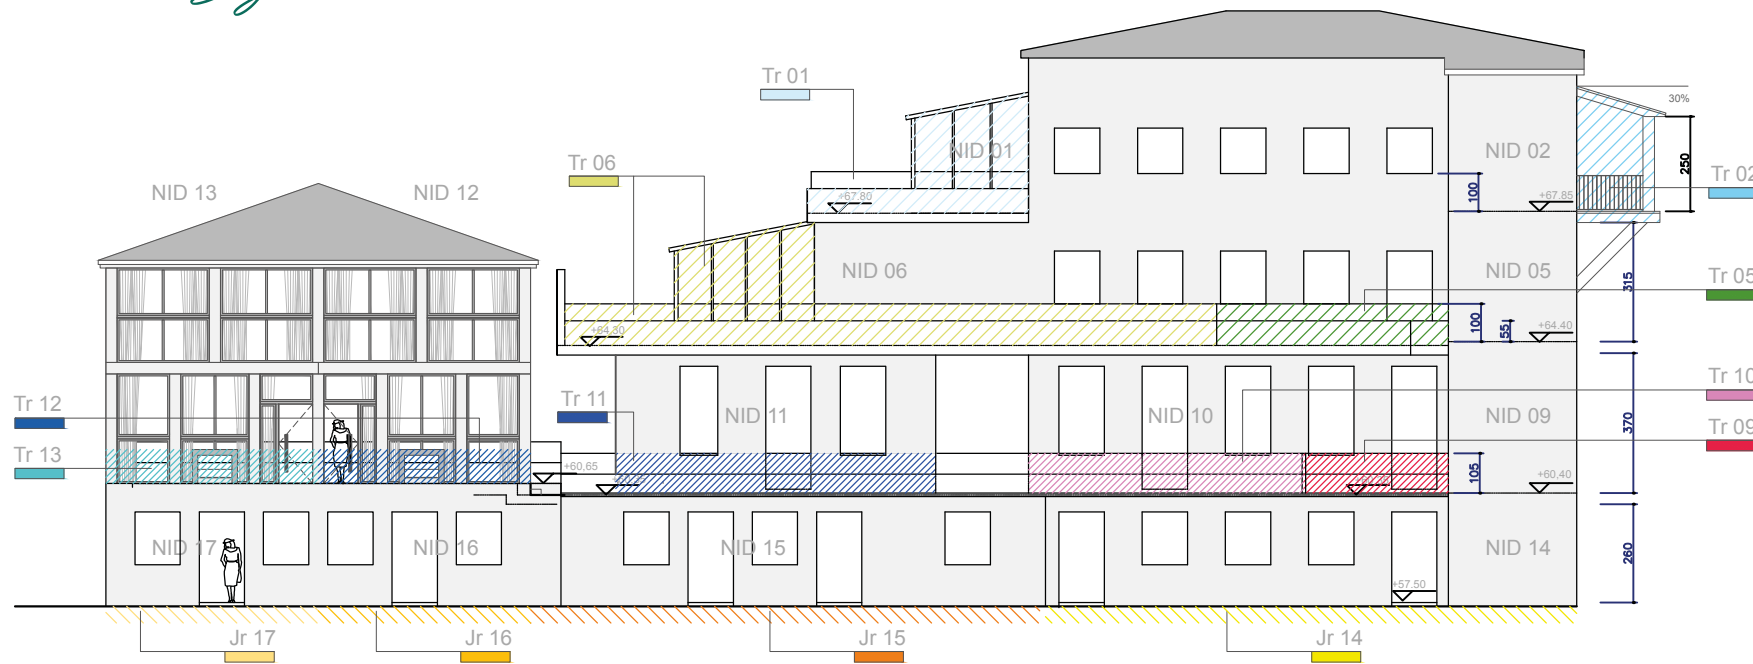 Tr 01
30%
NID 01
NID 02
250
Tr 06
Tr 02
NID 13
NID 12
+67.80
100
+67.85
NID 06
NID 05
315
Tr 05
+64.30
100
55
+64.40
Tr 12
Tr 11
NID 11
NID 10
NID 09
370
Tr 10
Tr 09
Tr 13
+60,65
105
+60,40
NID 17
NID 16
NID 15
NID 14
260
+57.50
Jr 17
Jr 16
Jr 15
Jr 14